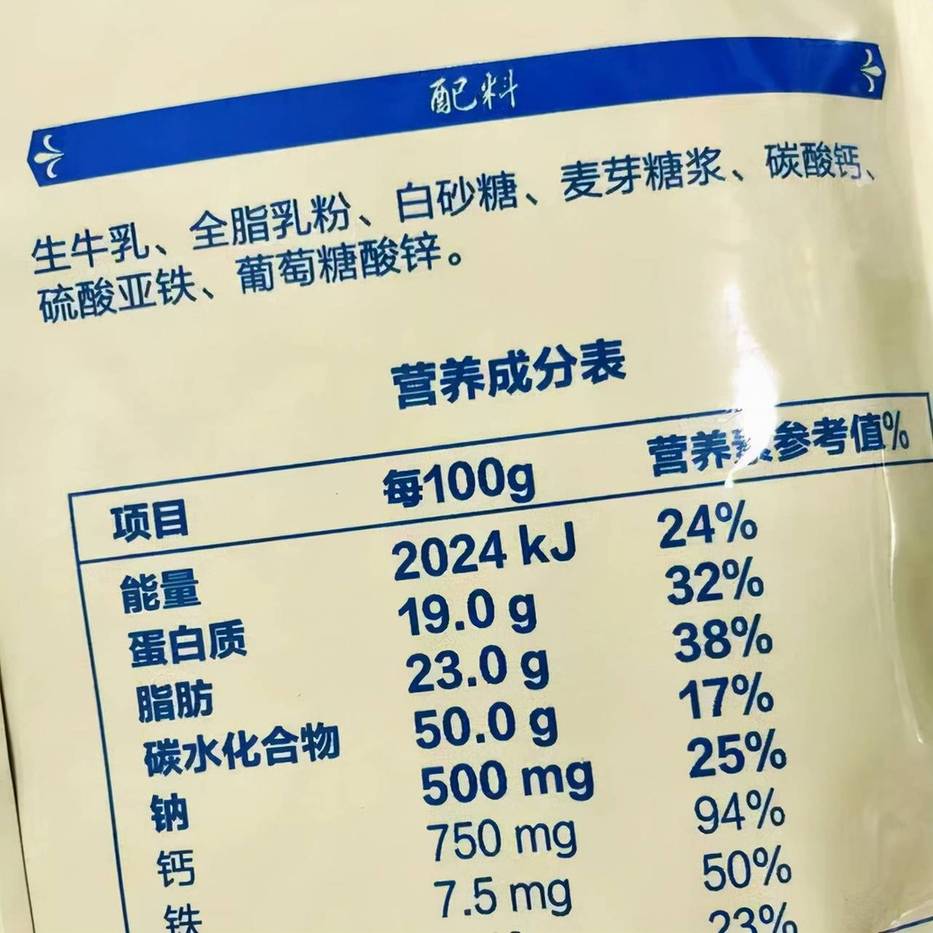 配料
生牛乳、全脂乳粉、白砂糖、麦芽糖浆、碳酸钙、
硫酸亚铁、葡萄糖酸锌。
营养成分表
项目 每100g 营养素参考值%
能量 2024 kJ 24%
蛋白质 19.0 g 32%
脂肪 23.0 g 38%
碳水化合物 50.0 g 17%
钠 500 mg 25%
钙 750 mg 94%
铁 7.5 mg 50%
23%